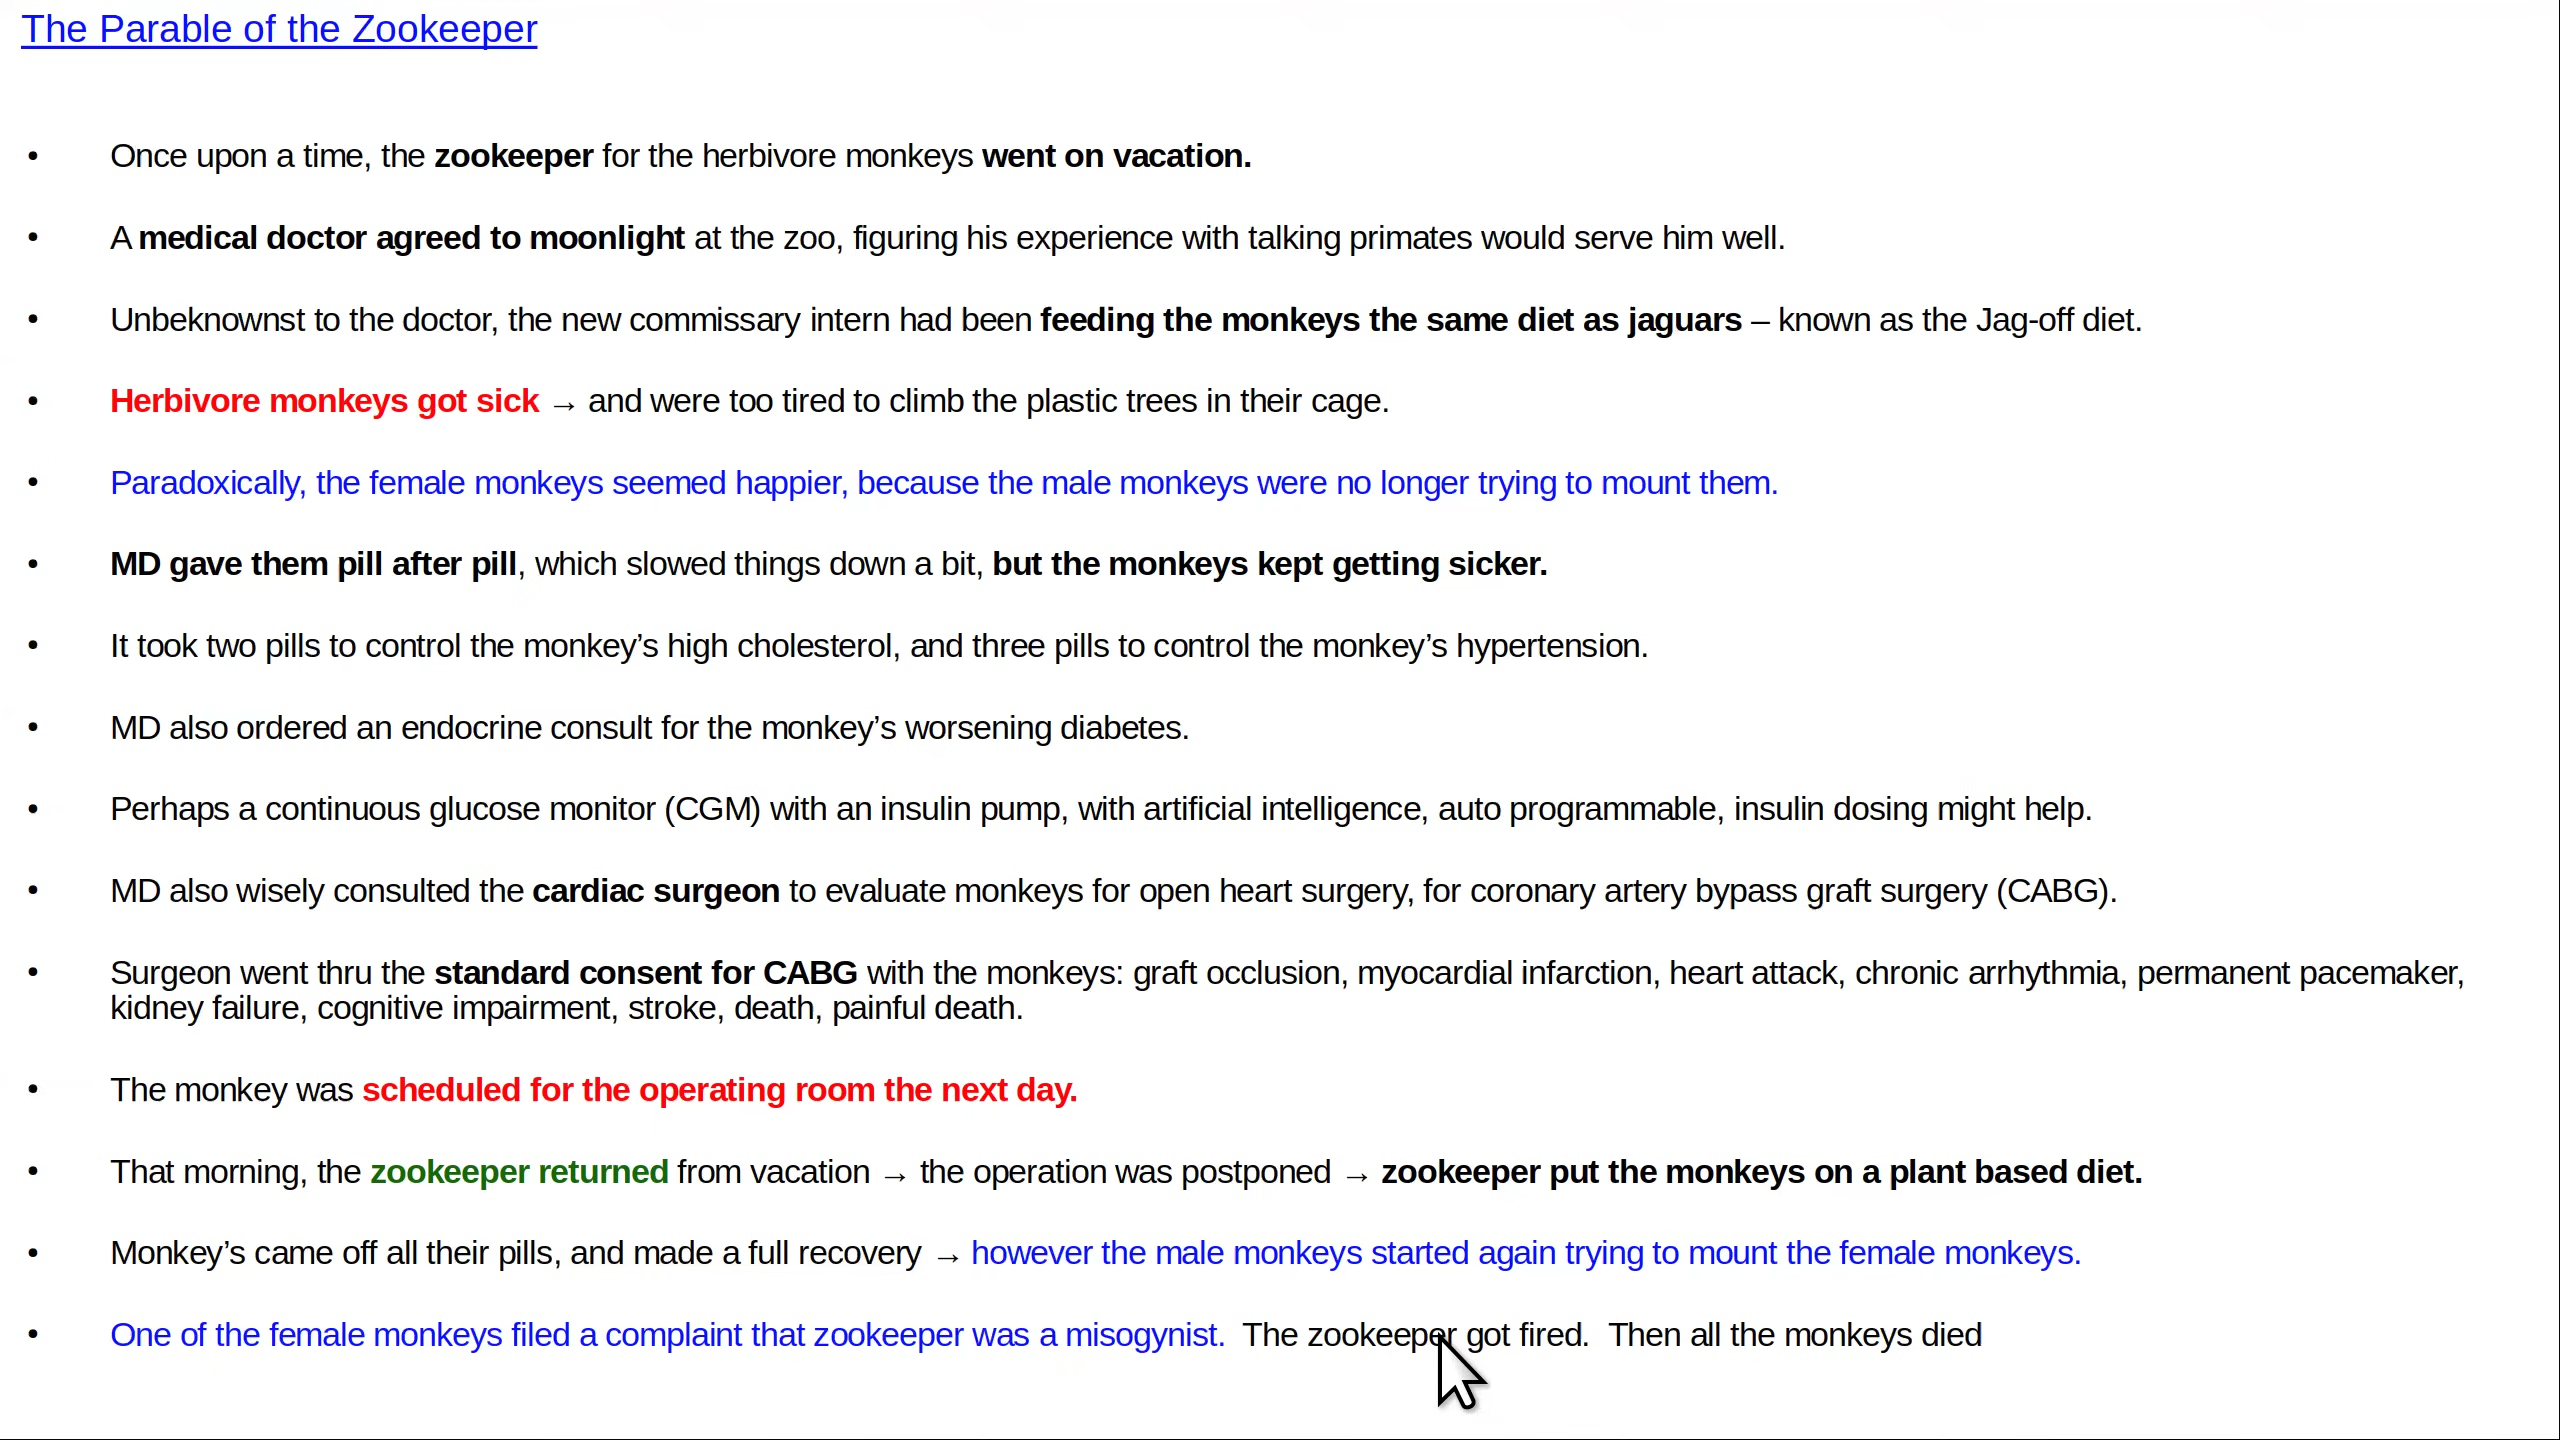 The Parable of the Zookeeper
• Once upon a time, the zookeeper for the herbivore monkeys went on vacation.
• A medical doctor agreed to moonlight at the zoo, figuring his experience with talking primates would serve him well.
• Unbeknownst to the doctor, the new commissary intern had been feeding the monkeys the same diet as jaguars – known as the Jag-off diet.
• Herbivore monkeys got sick → and were too tired to climb the plastic trees in their cage.
• Paradoxically, the female monkeys seemed happier, because the male monkeys were no longer trying to mount them.
• MD gave them pill after pill, which slowed things down a bit, but the monkeys kept getting sicker.
• It took two pills to control the monkey’s high cholesterol, and three pills to control the monkey’s hypertension.
• MD also ordered an endocrine consult for the monkey’s worsening diabetes.
• Perhaps a continuous glucose monitor (CGM) with an insulin pump, with artificial intelligence, auto programmable, insulin dosing might help.
• MD also wisely consulted the cardiac surgeon to evaluate monkeys for open heart surgery, for coronary artery bypass graft surgery (CABG).
• Surgeon went thru the standard consent for CABG with the monkeys: graft occlusion, myocardial infarction, heart attack, chronic arrhythmia, permanent pacemaker,
kidney failure, cognitive impairment, stroke, death, painful death.
• The monkey was scheduled for the operating room the next day.
• That morning, the zookeeper returned from vacation → the operation was postponed → zookeeper put the monkeys on a plant based diet.
• Monkey’s came off all their pills, and made a full recovery → however the male monkeys started again trying to mount the female monkeys.
• One of the female monkeys filed a complaint that zookeeper was a misogynist.  The zookeeper got fired.  Then all the monkeys died